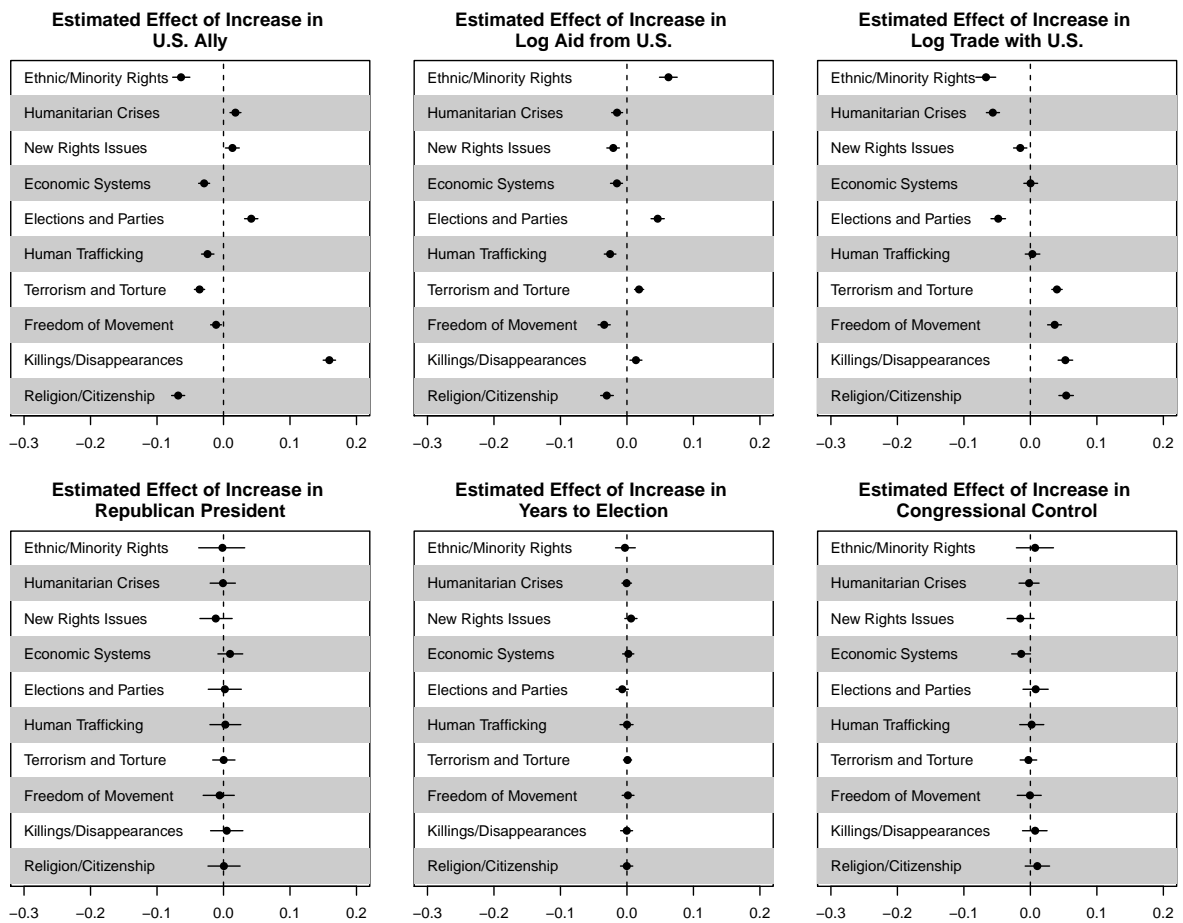 Estimated Effect of Increase in
U.S. Ally
Ethnic/Minority Rights
Humanitarian Crises
New Rights Issues
Economic Systems
Elections and Parties
Human Trafficking
Terrorism and Torture
Freedom of Movement
Killings/Disappearances
Religion/Citizenship
−0.3 −0.2 −0.1 0.0 0.1 0.2
Estimated Effect of Increase in
Log Aid from U.S.
Ethnic/Minority Rights
Humanitarian Crises
New Rights Issues
Economic Systems
Elections and Parties
Human Trafficking
Terrorism and Torture
Freedom of Movement
Killings/Disappearances
Religion/Citizenship
−0.3 −0.2 −0.1 0.0 0.1 0.2
Estimated Effect of Increase in
Log Trade with U.S.
Ethnic/Minority Rights
Humanitarian Crises
New Rights Issues
Economic Systems
Elections and Parties
Human Trafficking
Terrorism and Torture
Freedom of Movement
Killings/Disappearances
Religion/Citizenship
−0.3 −0.2 −0.1 0.0 0.1 0.2
Estimated Effect of Increase in
Republican President
Ethnic/Minority Rights
Humanitarian Crises
New Rights Issues
Economic Systems
Elections and Parties
Human Trafficking
Terrorism and Torture
Freedom of Movement
Killings/Disappearances
Religion/Citizenship
−0.3 −0.2 −0.1 0.0 0.1 0.2
Estimated Effect of Increase in
Years to Election
Ethnic/Minority Rights
Humanitarian Crises
New Rights Issues
Economic Systems
Elections and Parties
Human Trafficking
Terrorism and Torture
Freedom of Movement
Killings/Disappearances
Religion/Citizenship
−0.3 −0.2 −0.1 0.0 0.1 0.2
Estimated Effect of Increase in
Congressional Control
Ethnic/Minority Rights
Humanitarian Crises
New Rights Issues
Economic Systems
Elections and Parties
Human Trafficking
Terrorism and Torture
Freedom of Movement
Killings/Disappearances
Religion/Citizenship
−0.3 −0.2 −0.1 0.0 0.1 0.2